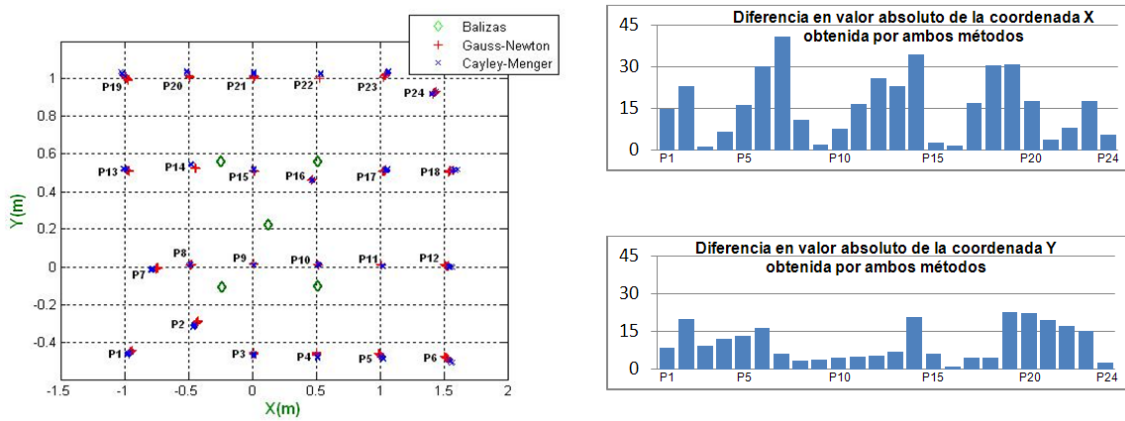 Balizas
Gauss-Newton
Cayley-Menger
1
0.8
0.6
0.4
0.2
0
-0.2
-0.4
Y(m)
P19
P20
P21
P22
P23
P24
P13
P14
P15
P16
P17
P18
P7
P8
P9
P10
P11
P12
P2
P1
P3
P4
P5
P6
-1.5
-1
-0.5
0
0.5
1
1.5
2
X(m)
Diferencia en valor absoluto de la coordenada X
obtenida por ambos métodos
45
30
15
0
P1
P5
P10
P15
P20
P24
Diferencia en valor absoluto de la coordenada Y
obtenida por ambos métodos
45
30
15
0
P1
P5
P10
P15
P20
P24